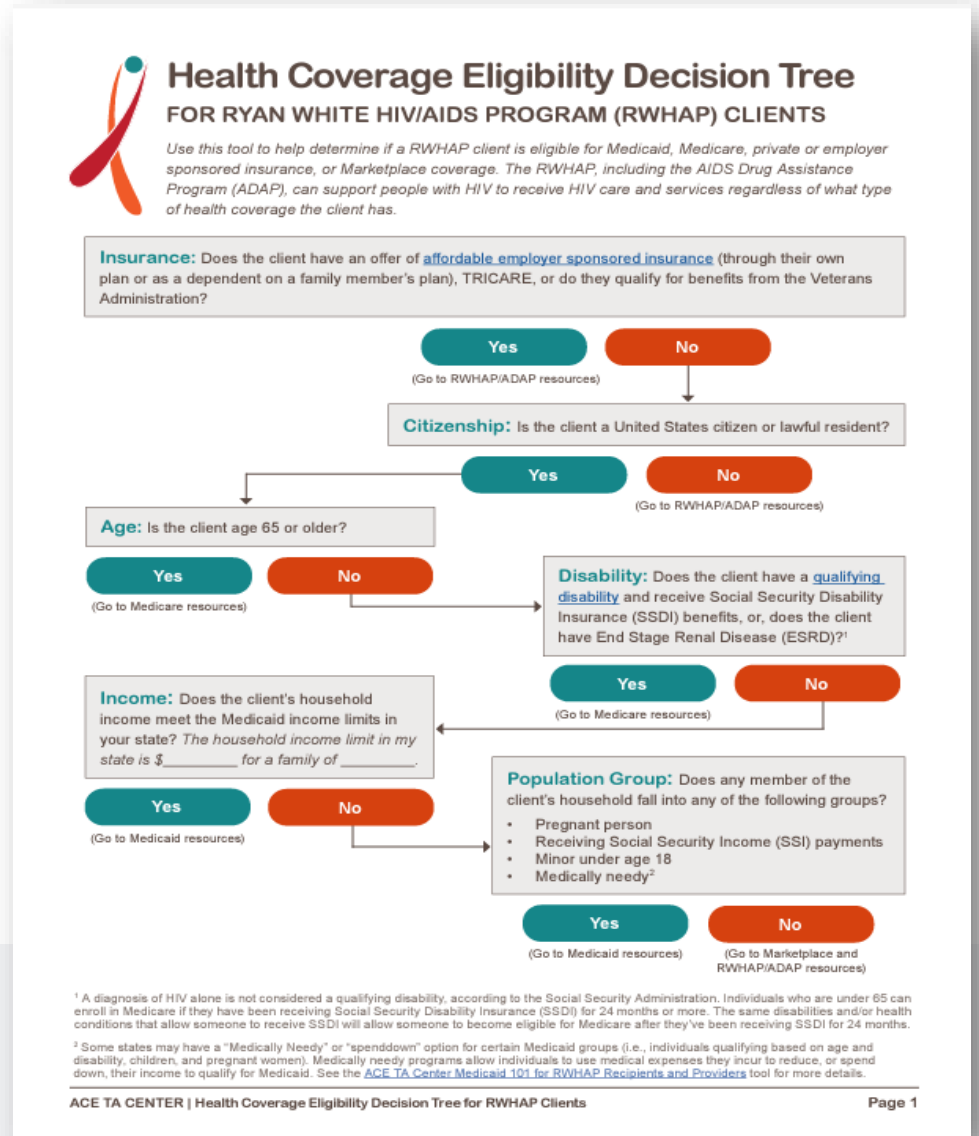 Health Coverage Eligibility Decision Tree
FOR RYAN WHITE HIV/AIDS PROGRAM (RWHAP) CLIENTS
Use this tool to help determine if a RWHAP client is eligible for Medicaid, Medicare, private or employer
sponsored insurance, or Marketplace coverage. The RWHAP, including the AIDS Drug Assistance
Program (ADAP), can support people with HIV to receive HIV care and services regardless of what type
of health coverage the client has.
Insurance: Does the client have an offer of affordable employer sponsored insurance (through their own
plan or as a dependent on a family member's plan), TRICARE, or do they qualify for benefits from the Veterans
Administration?
Yes
No
(Go to RWHAP/ADAP resources)
Citizenship: Is the client a United States citizen or lawful resident?
Yes
No
(Go to RWHAP/ADAP resources)
Age: Is the client age 65 or older?
Yes
No
(Go to Medicare resources)
Disability: Does the client have a qualifying
disability and receive Social Security Disability
Insurance (SSDI) benefits, or, does the client
have End Stage Renal Disease (ESRD)?¹
Yes
No
(Go to Medicare resources)
Income: Does the client's household
income meet the Medicaid income limits in
your state? The household income limit in my
state is $_________ for a family of _________.
Yes
No
(Go to Medicaid resources)
Population Group: Does any member of the
client's household fall into any of the following groups?
• Pregnant person
• Receiving Social Security Income (SSI) payments
• Minor under age 18
• Medically needy²
Yes
No
(Go to Medicaid resources)
(Go to Marketplace and
RWHAP/ADAP resources)
¹ A diagnosis of HIV alone is not considered a qualifying disability, according to the Social Security Administration. Individuals who are under 65 can
enroll in Medicare if they have been receiving Social Security Disability Insurance (SSDI) for 24 months or more. The same disabilities and/or health
conditions that allow someone to receive SSDI will allow someone to become eligible for Medicare after they've been receiving SSDI for 24 months.
² Some states may have a "Medically Needy" or "spenddown" option for certain Medicaid groups (i.e., individuals qualifying based on age and
disability, children, and pregnant women). Medically needy programs allow individuals to use medical expenses they incur to reduce, or spend
down, their income to qualify for Medicaid. See the ACE TA Center Medicaid 101 for RWHAP Recipients and Providers tool for more details.
ACE TA CENTER | Health Coverage Eligibility Decision Tree for RWHAP Clients
Page 1